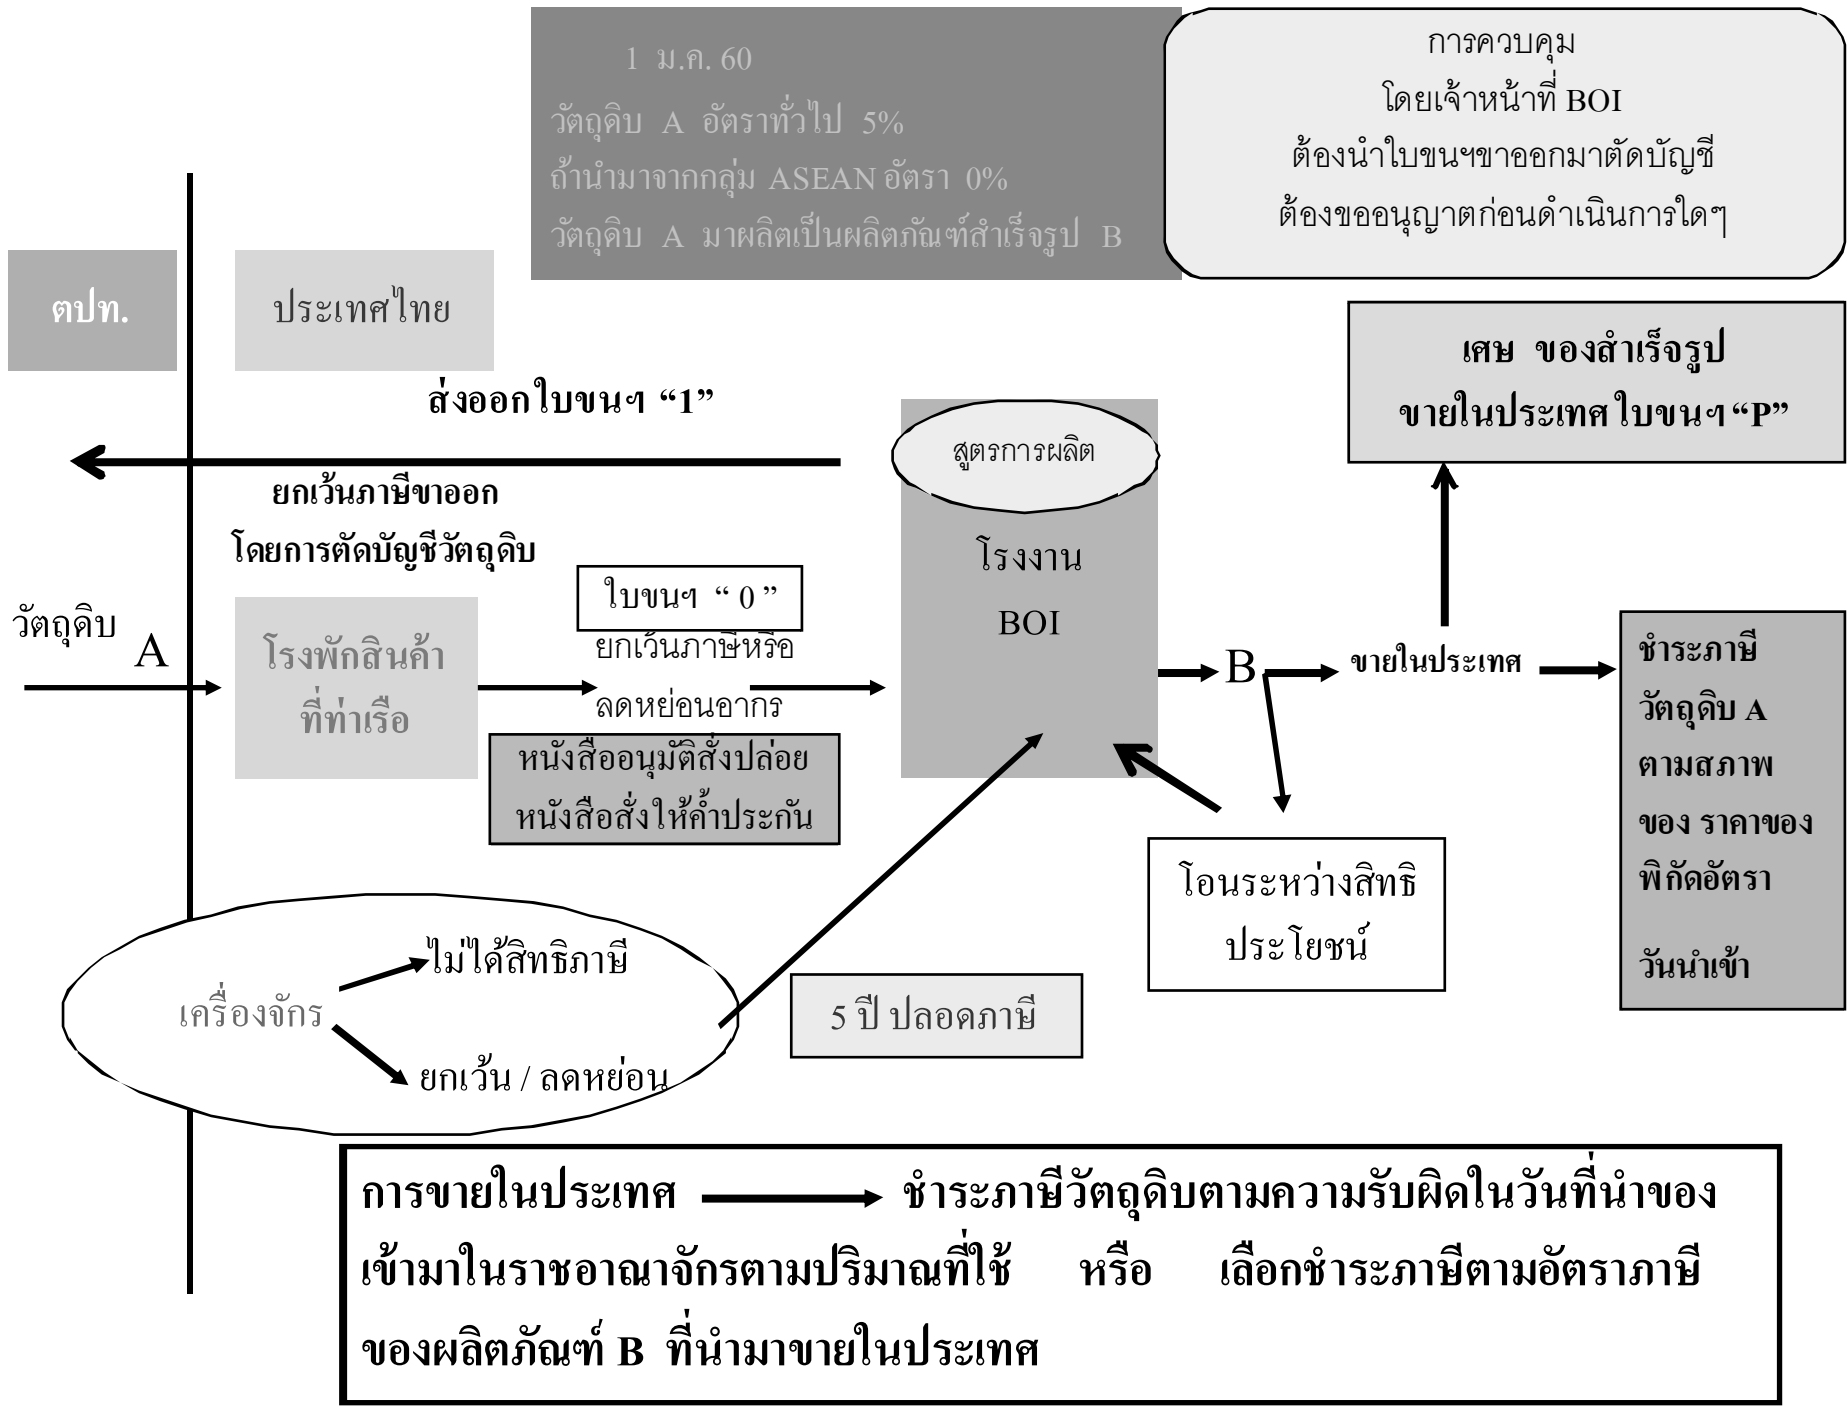 1 ม.ค. 60
วัตถุดิบ A อัตราทั่วไป 5%
ถ้านำมาจากกลุ่ม ASEAN อัตรา 0%
วัตถุดิบ A มาผลิตเป็นผลิตภัณฑ์สำเร็จรูป B
การควบคุม
โดยเจ้าหน้าที่ BOI
ต้องนำใบขนฯขาออกมาตัดบัญชี
ต้องขออนุญาตก่อนดำเนินการใดๆ
ตปท.
ประเทศไทย
เศษ ของสำเร็จรูป
ขายในประเทศ ใบขนฯ “P”
ส่งออกใบขนฯ “1”
ยกเว้นภาษีขาออก
โดยการตัดบัญชีวัตถุดิบ
สูตรการผลิต
โรงงาน
BOI
วัตถุดิบ
A
โรงพักสินค้า
ที่ท่าเรือ
ใบขนฯ “ 0 ”
ยกเว้นภาษีหรือ
ลดหย่อนอากร
หนังสืออนุมัติสั่งปล่อย
หนังสือสั่งให้ค้ำประกัน
B
ขายในประเทศ
ชำระภาษี
วัตถุดิบ A
ตามสภาพ
ของ ราคาของ
พิกัดอัตรา
วันนำเข้า
โอนระหว่างสิทธิ
ประโยชน์
เครื่องจักร
ไม่ได้สิทธิภาษี
ยกเว้น / ลดหย่อน
5 ปี ปลอดภาษี
การขายในประเทศ ชำระภาษีวัตถุดิบตามความรับผิดในวันที่นำของ
เข้ามาในราชอาณาจักรตามปริมาณที่ใช้ หรือ เลือกชำระภาษีตามอัตราภาษี
ของผลิตภัณฑ์ B ที่นำมาขายในประเทศ